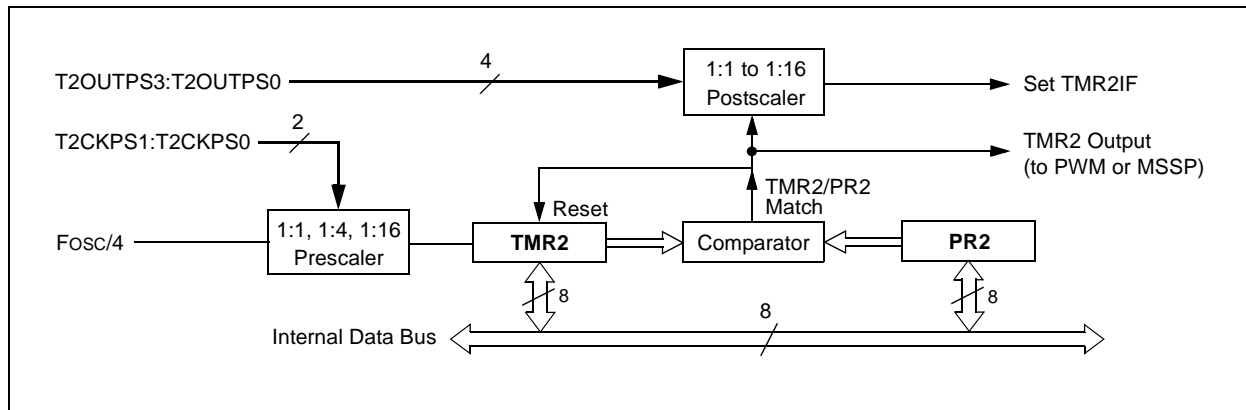 T2OUTPS3:T2OUTPS0
4
1:1 to 1:16
Postscaler
Set TMR2IF
T2CKPS1:T2CKPS0
2
TMR2 Output
(to PWM or MSSP)
TMR2/PR2
Match
Reset
FOSC/4
1:1, 1:4, 1:16
Prescaler
TMR2
Comparator
PR2
8
8
Internal Data Bus
8